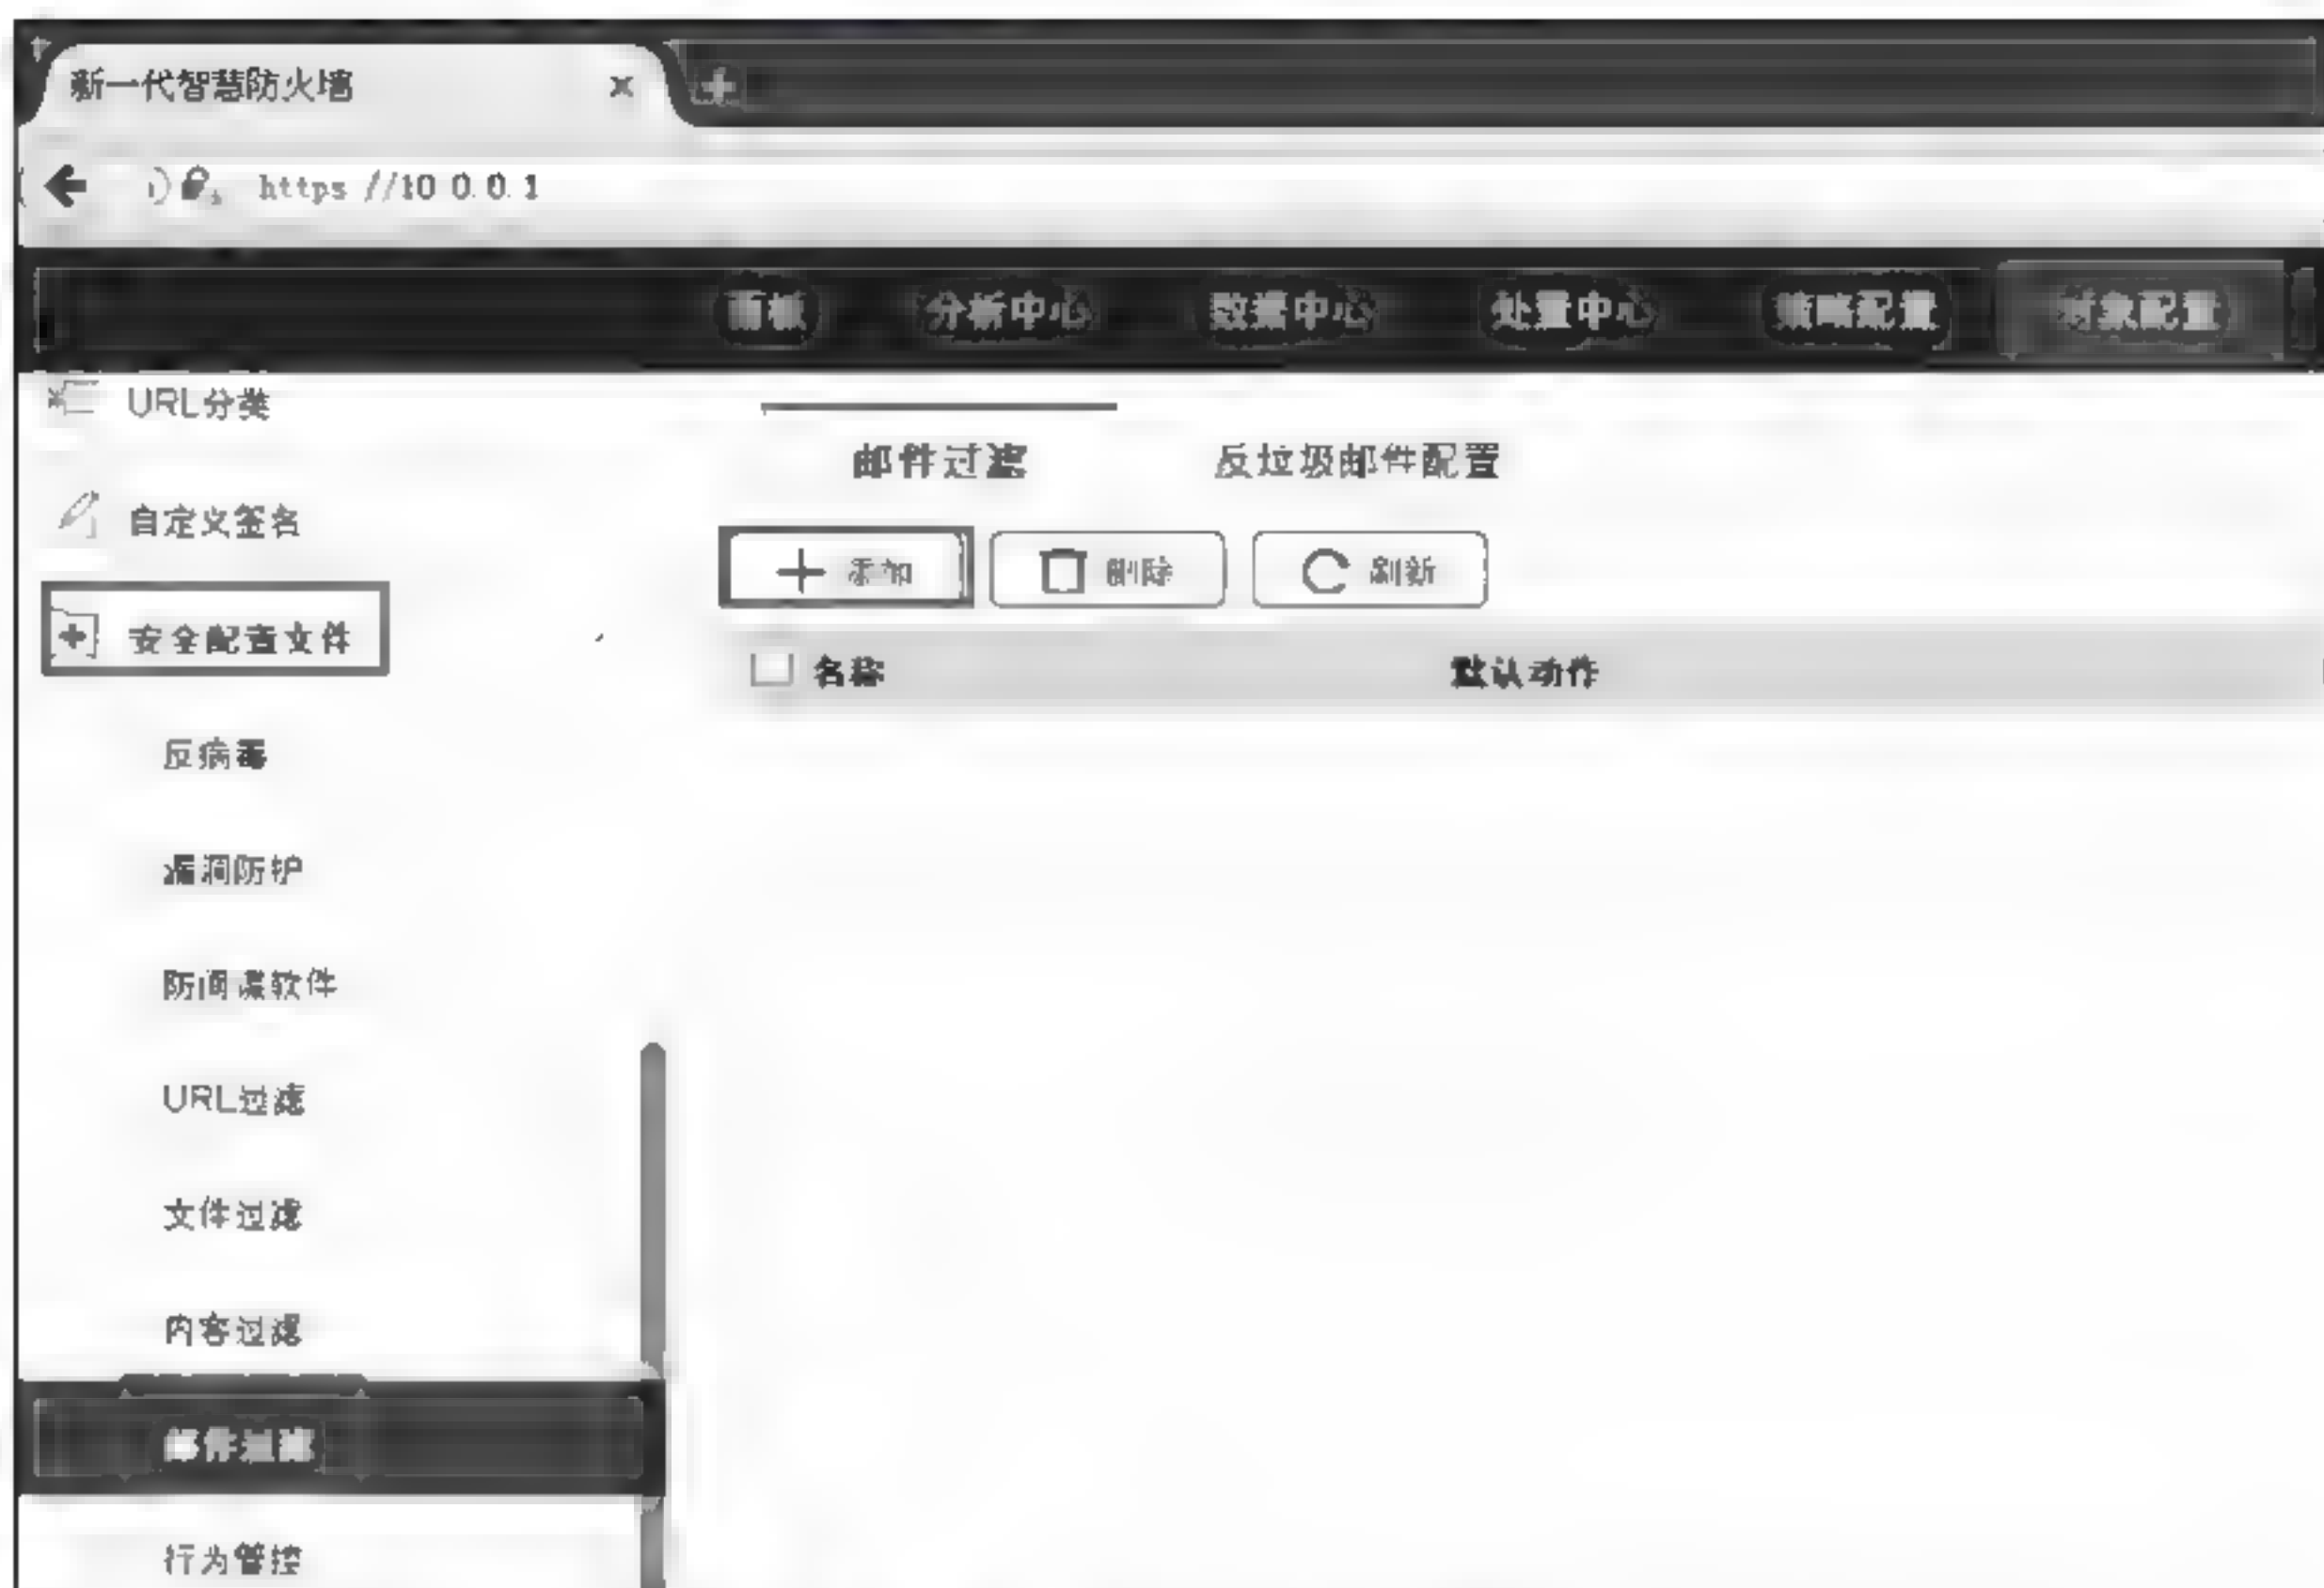 新一代智慧防火墙 ×
https //10 0.0.1
面板 分析中心 数据中心 处置中心 策略配置 对象配置
URL分类
自定义签名
安全配置文件
反病毒
漏洞防护
防间谍软件
URL过滤
文件过滤
内容过滤
邮件过滤
行为管控
邮件过滤 反垃圾邮件配置
添加 删除 刷新
名称 默认动作